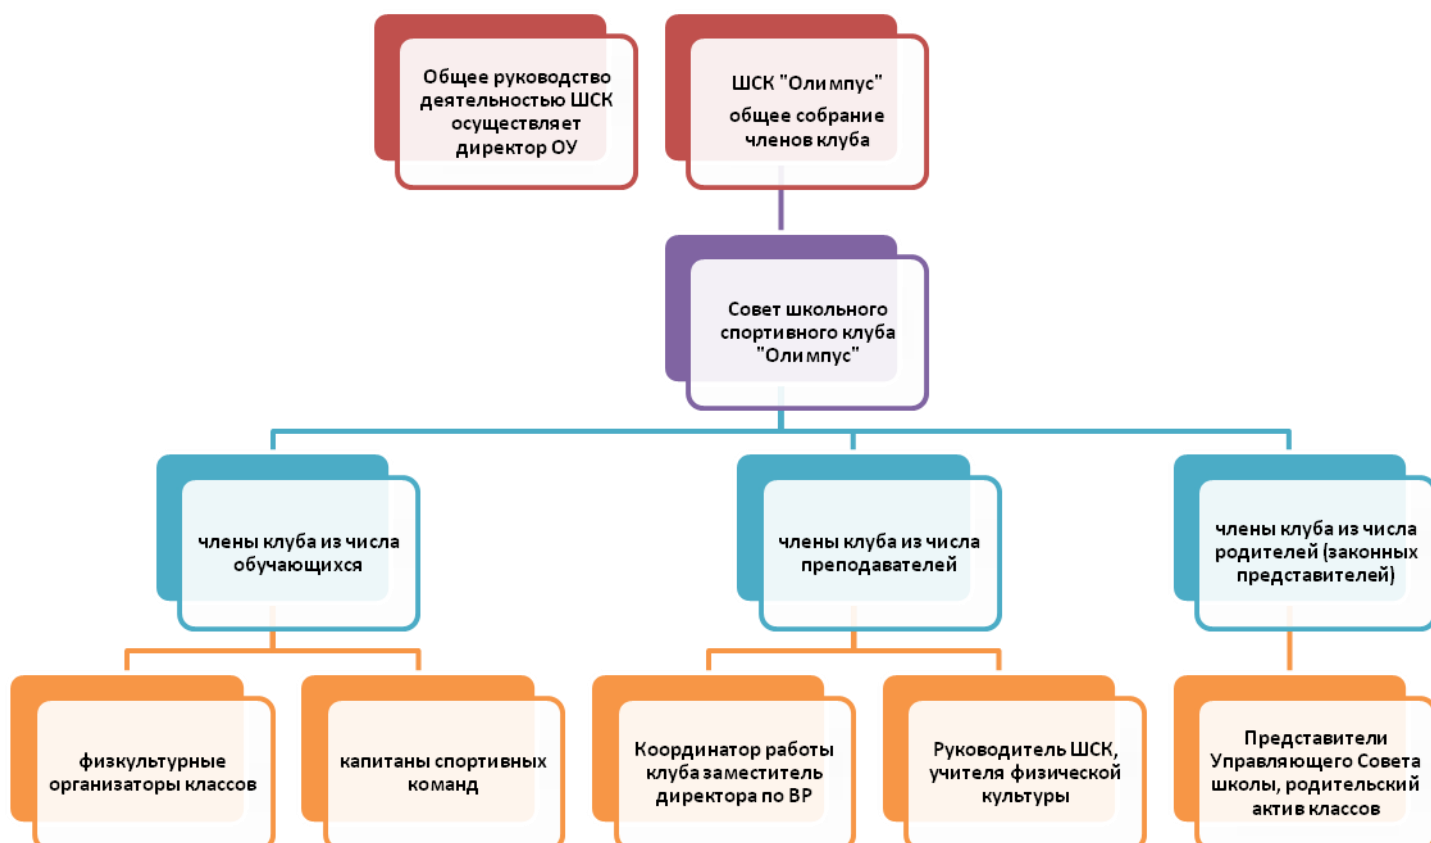 Общее руководство
деятельностью ШСК
осуществляет
директор ОУ
ШСК "Олимпус"
общее собрание
членов клуба
Совет школьного
спортивного клуба
"Олимпус"
члены клуба из числа
обучающихся
члены клуба из числа
преподавателей
члены клуба из числа
родителей (законных
представителей)
физкультурные
организаторы классов
капитаны спортивных
команд
Координатор работы
клуба заместитель
директора по ВР
Руководитель ШСК,
учителя физической
культуры
Представители
Управляющего Совета
школы, родительский
актив классов